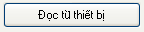 Đọc từ thiết bị